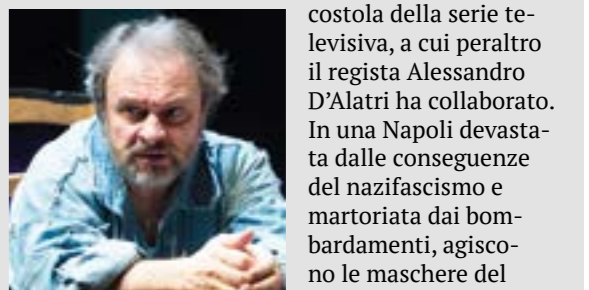 costola della serie te-
levisiva, a cui peraltro
il regista Alessandro
D’Alatri ha collaborato.
In una Napoli devasta-
ta dalle conseguenze
del nazifascismo e
martoriata dai bom-
bardamenti, agisco-
no le maschere del